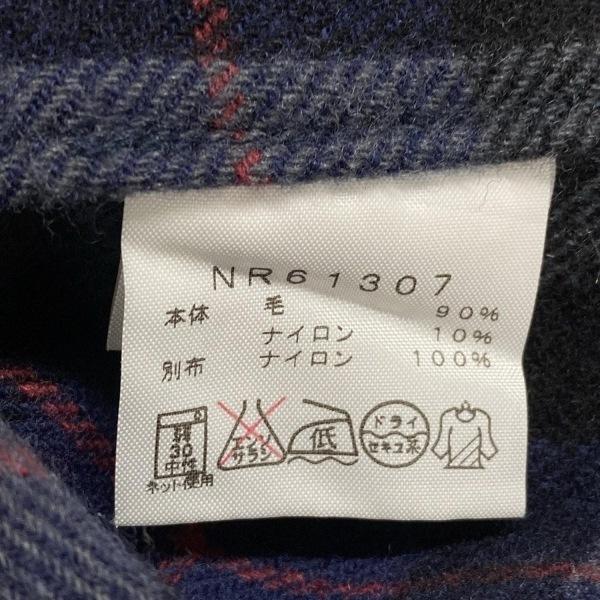 NR61307
本体 毛 90%
ナイロン 10%
別布 ナイロン 100%
弱
30
中性
ネット使用
エンソ
サラシ
低
ドライ
セキユ系